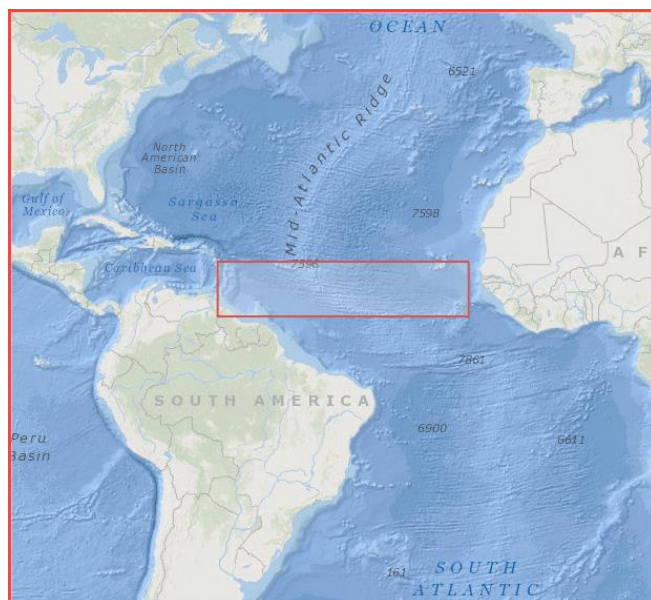 OCEAN
6521
Mid-Atlantic Ridge
North
American
Basin
Gulf of
Mexico
Sargasso
Sea
7598
A F
Caribbean Sea
7596
7861
SOUTH AMERICA
6900
6611
Peru
Basin
SOUTH
ATLANTIC
161